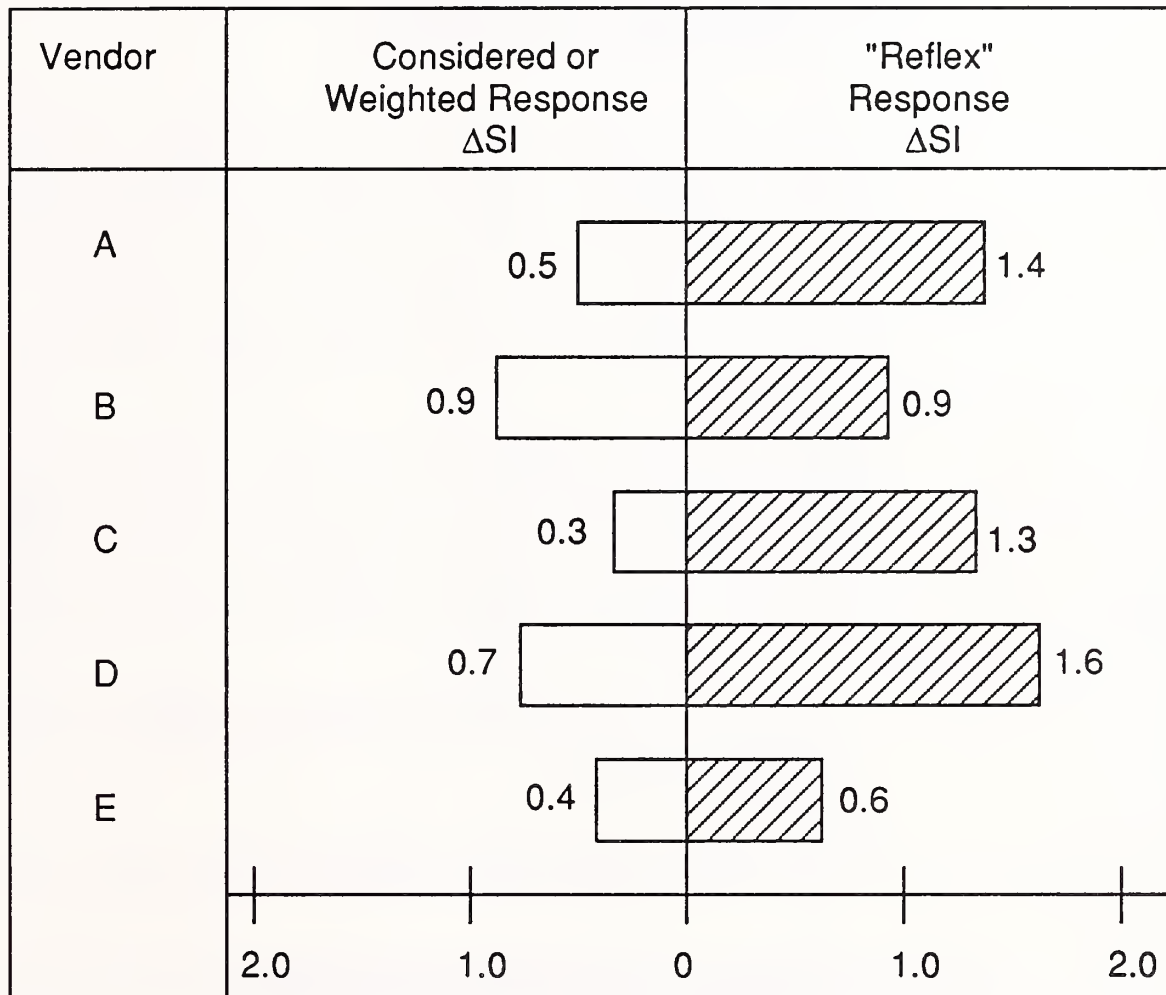 Vendor
Considered or
Weighted Response
ΔSI
"Reflex"
Response
ΔSI
A
0.5
1.4
B
0.9
0.9
C
0.3
1.3
D
0.7
1.6
E
0.4
0.6
2.0
1.0
0
1.0
2.0